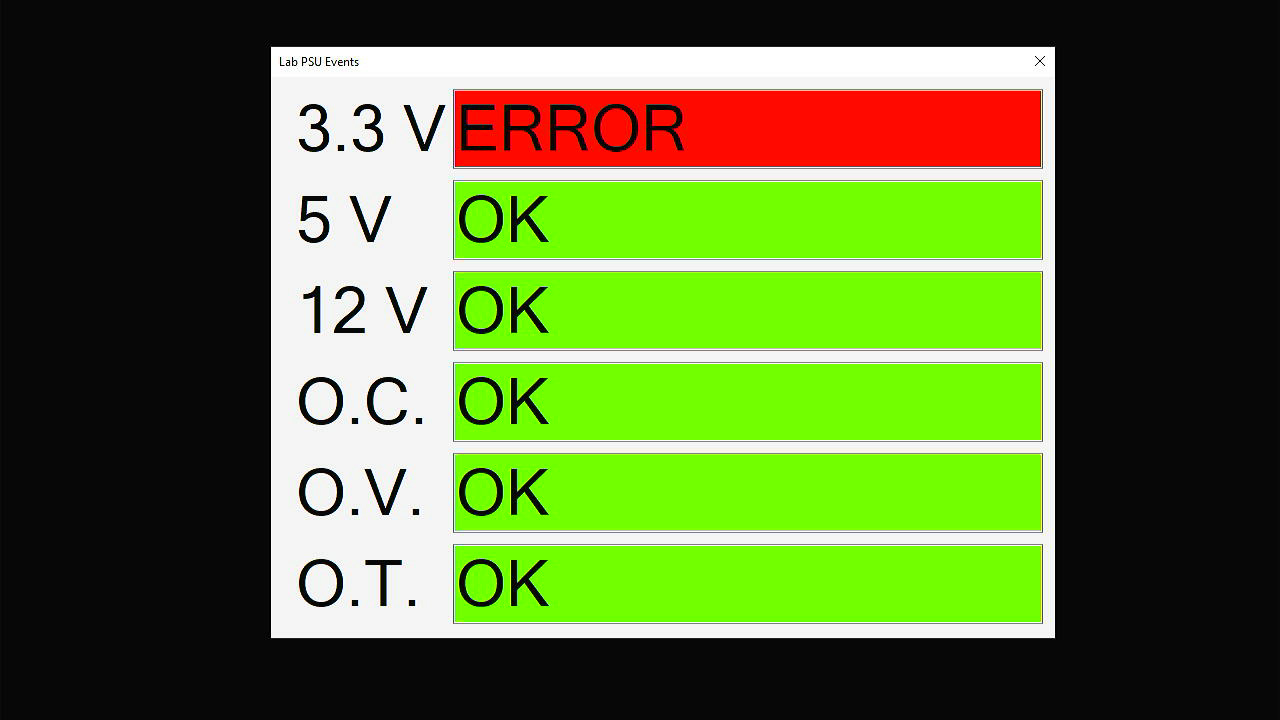 Lab PSU Events
3.3 V ERROR
5 V OK
12 V OK
O.C. OK
O.V. OK
O.T. OK